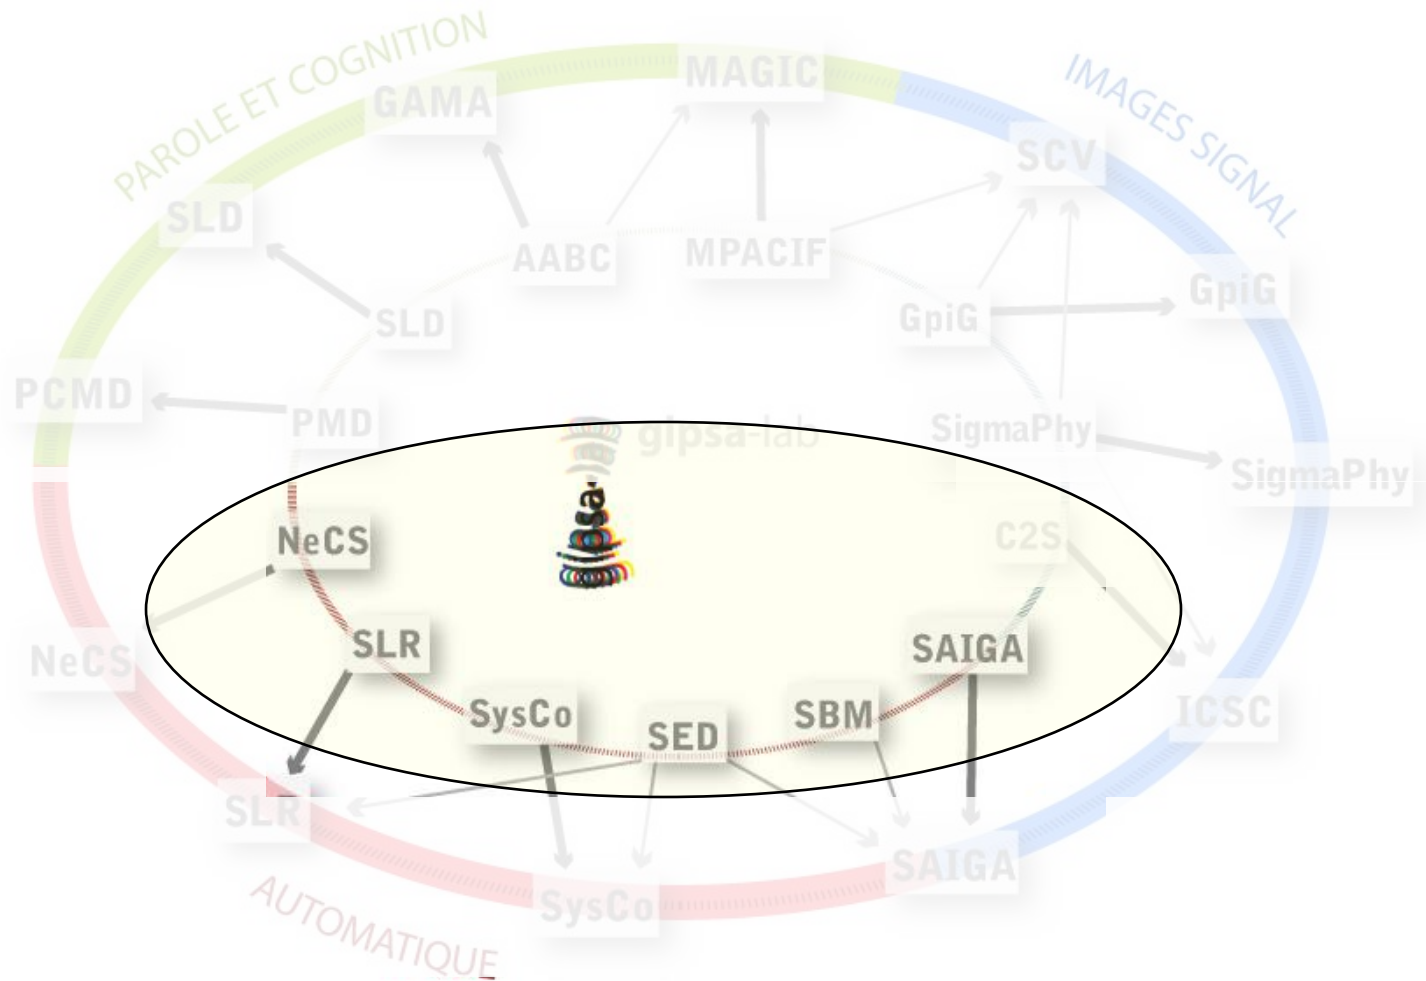 PAROLE ET COGNITION
IMAGES SIGNAL
MAGIC
GAMA
SCV
SLD
AABC
MPACIF
GpiG
SLD
GpiG
PCMD
PMD
gipsa-lab
SigmaPhy
SigmaPhy
NeCS
C2S
SLR
SAIGA
NeCS
SysCo
SED
SBM
ICSC
SLR
SAIGA
SysCo
AUTOMATIQUE